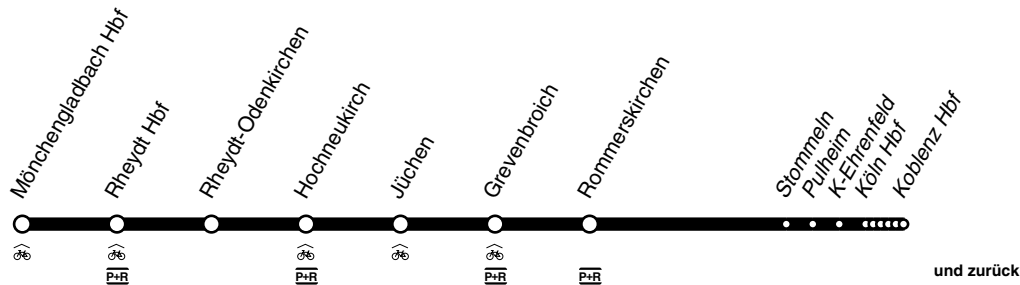 Mönchengladbach Hbf
Rheydt Hbf
Rheydt-Odenkirchen
Hochneukirch
Jüchen
Grevenbroich
Rommerskirchen
Stommeln
Pulheim
K-Ehrenfeld
Köln Hbf
Koblenz Hbf
P+R
P+R
P+R
P+R
und zurück